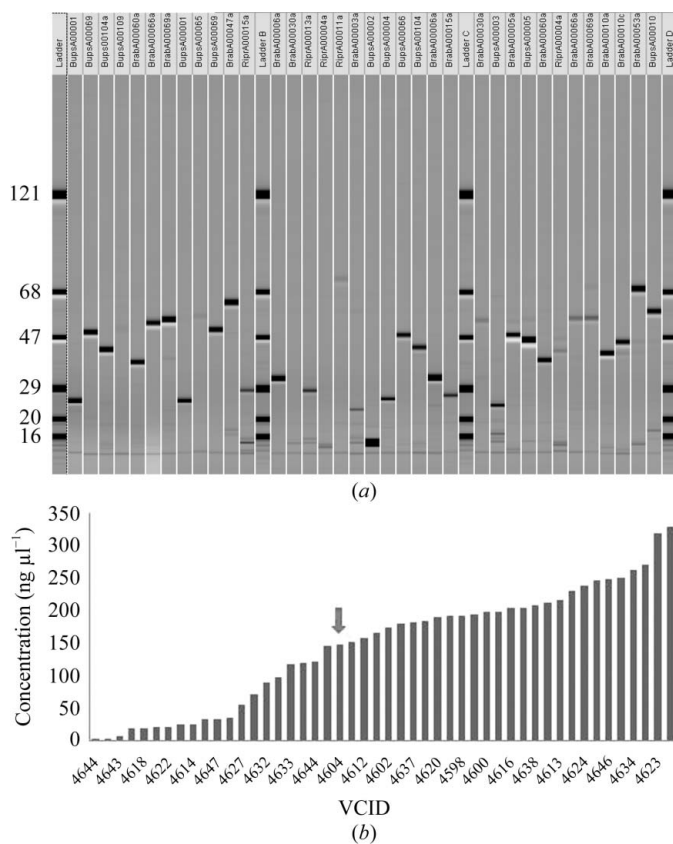 Ladder
BupsA00001
BupsA00069
Bups00104a
BupsA00109
BrabA00060a
BrabA00066a
BrabA00069a
BupsA00001
BupsA00065
BupsA00069
BrabA00047a
RiprA00015a
Ladder B
BrabA00006a
BrabA00030a
RiprA00013a
RiprA00004a
RiprA00011a
BrabA00003a
BupsA00002
BupsA00004
BupsA00066
BupsA00104
BrabA00006a
BrabA00015a
Ladder C
BrabA00030a
BupsA00003
BrabA00005a
BupsA00005
BrabA00060a
RiprA00004a
BrabA00066a
BrabA00069a
BrabA00010a
BrabA00010c
BrabA00053a
BupsA00010
Ladder D
121
68
47
29
20
16
(a)
350
300
250
200
150
100
50
0
Concentration (ng µl⁻¹)
4644
4643
4618
4622
4614
4647
4627
4632
4633
4644
4604
4612
4602
4637
4620
4598
4600
4616
4638
4613
4624
4646
4634
4623
VCID
(b)